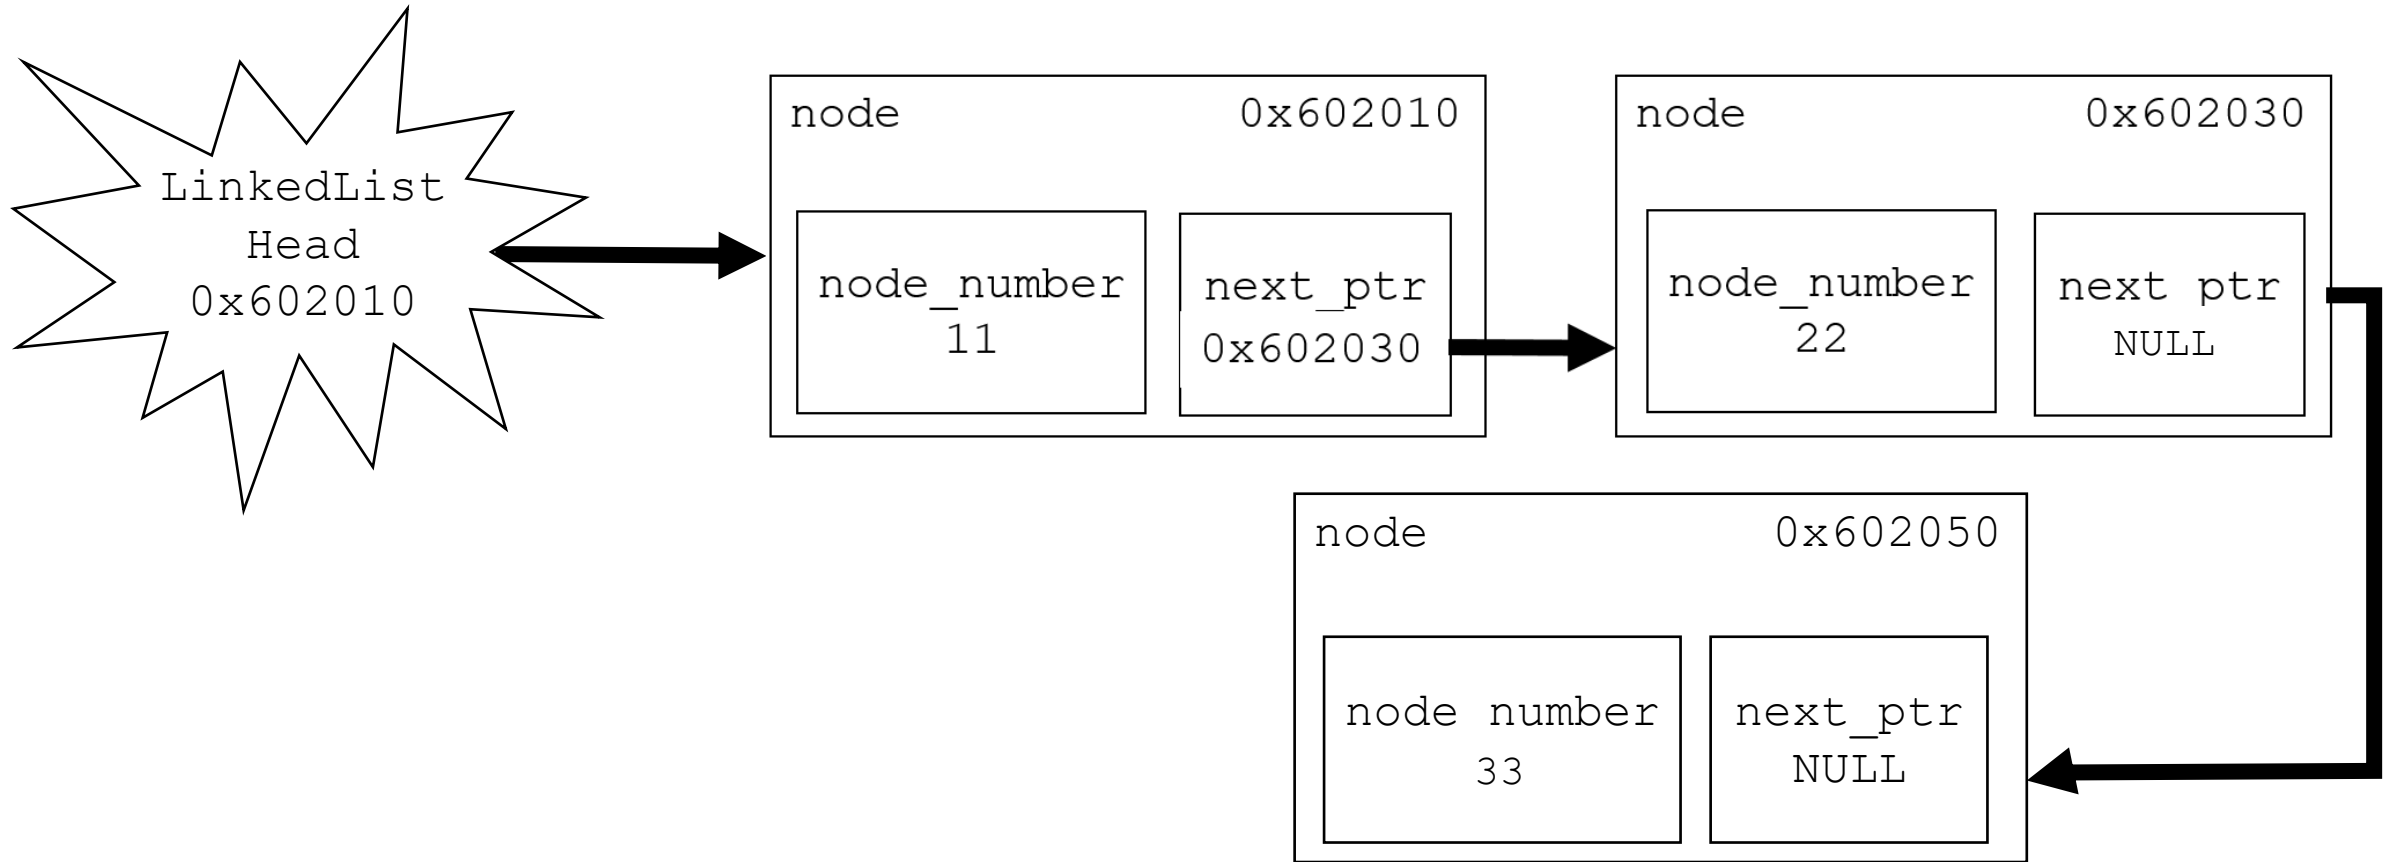 LinkedList
Head
0x602010
node 0x602010
node_number
11
next_ptr
0x602030
node 0x602030
node_number
22
next ptr
NULL
node 0x602050
node number
33
next_ptr
NULL